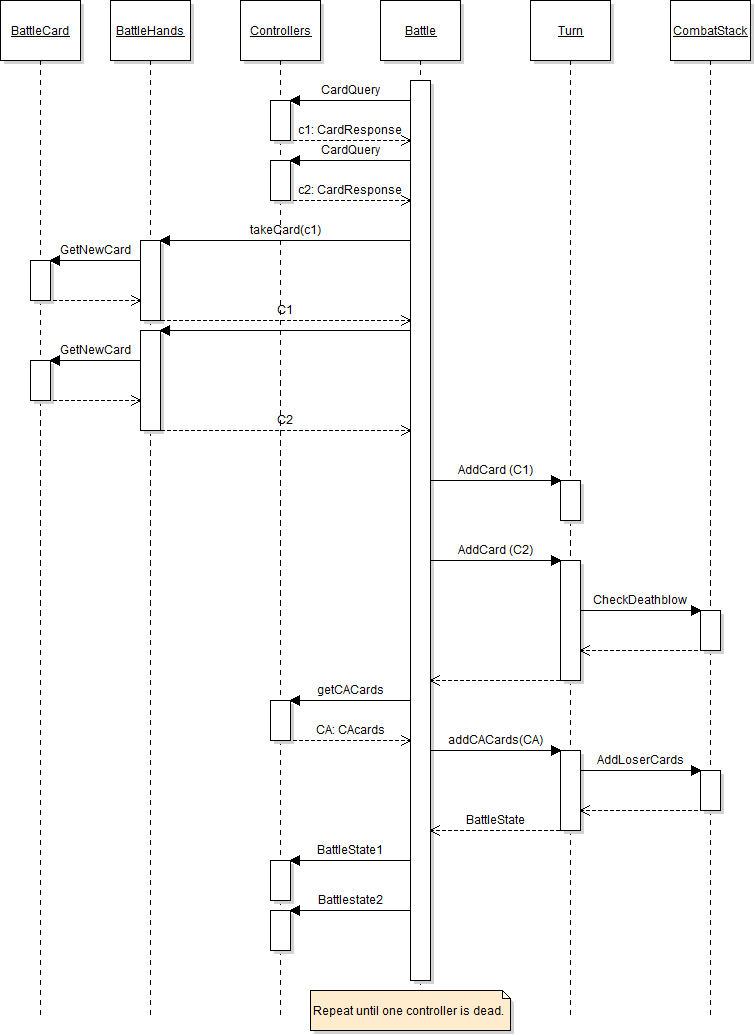 BattleCard
BattleHands
Controllers
Battle
Turn
CombatStack
CardQuery
c1: CardResponse
CardQuery
c2: CardResponse
takeCard(c1)
GetNewCard
C1
GetNewCard
C2
AddCard (C1)
AddCard (C2)
CheckDeathblow
getCACards
CA: CAcards
addCACards(CA)
AddLoserCards
BattleState
BattleState1
Battlestate2
Repeat until one controller is dead.